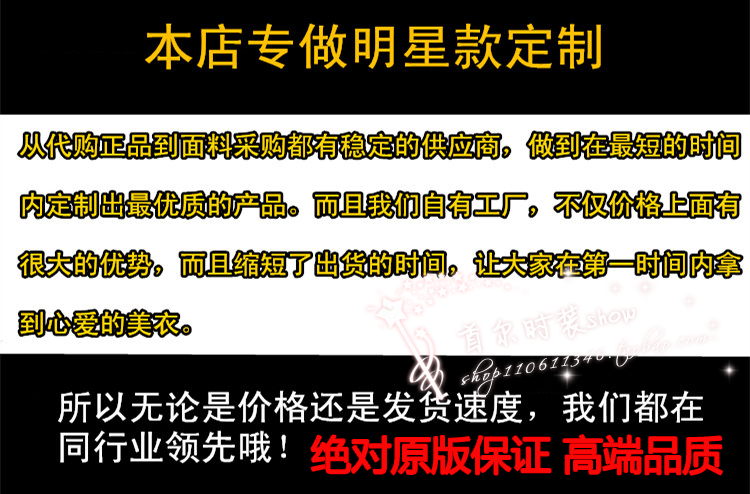 本店专做明星款定制
从代购正品到面料采购都有稳定的供应商，做到在最短的时间
内定制出最优质的产品。而且我们自有工厂，不仅价格上面有
很大的优势，而且缩短了出货的时间，让大家在第一时间内拿
到心爱的美衣。
首尔时装show
shop110611346.taobao.com
所以无论是价格还是发货速度，我们都在
同行业领先哦！
绝对原版保证 高端品质